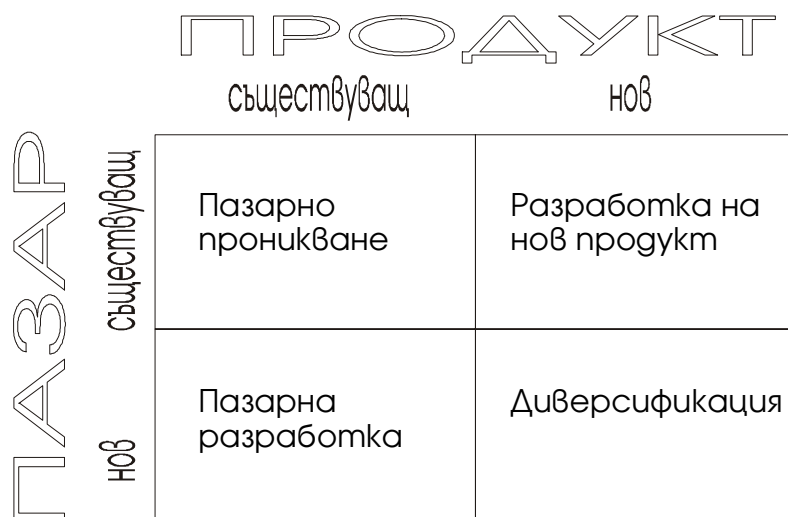 ПРОДУКТ
съществуващ нов
ПАЗАР
съществуващ
Пазарно
проникване
Разработка на
нов продукт
нов
Пазарна
разработка
Диверсификация